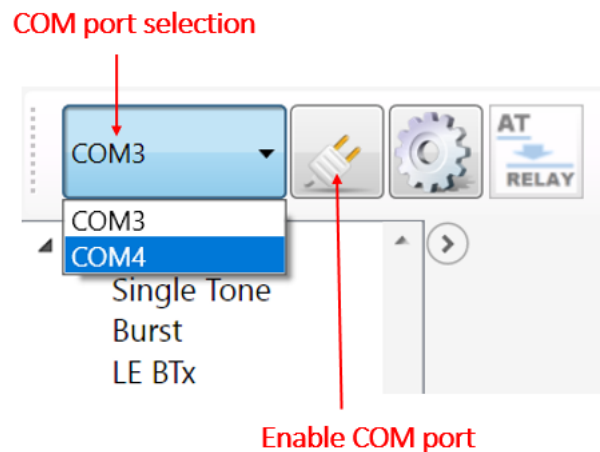 COM port selection
COM3
AT
RELAY
COM3
COM4
Single Tone
Burst
LE BTx
Enable COM port